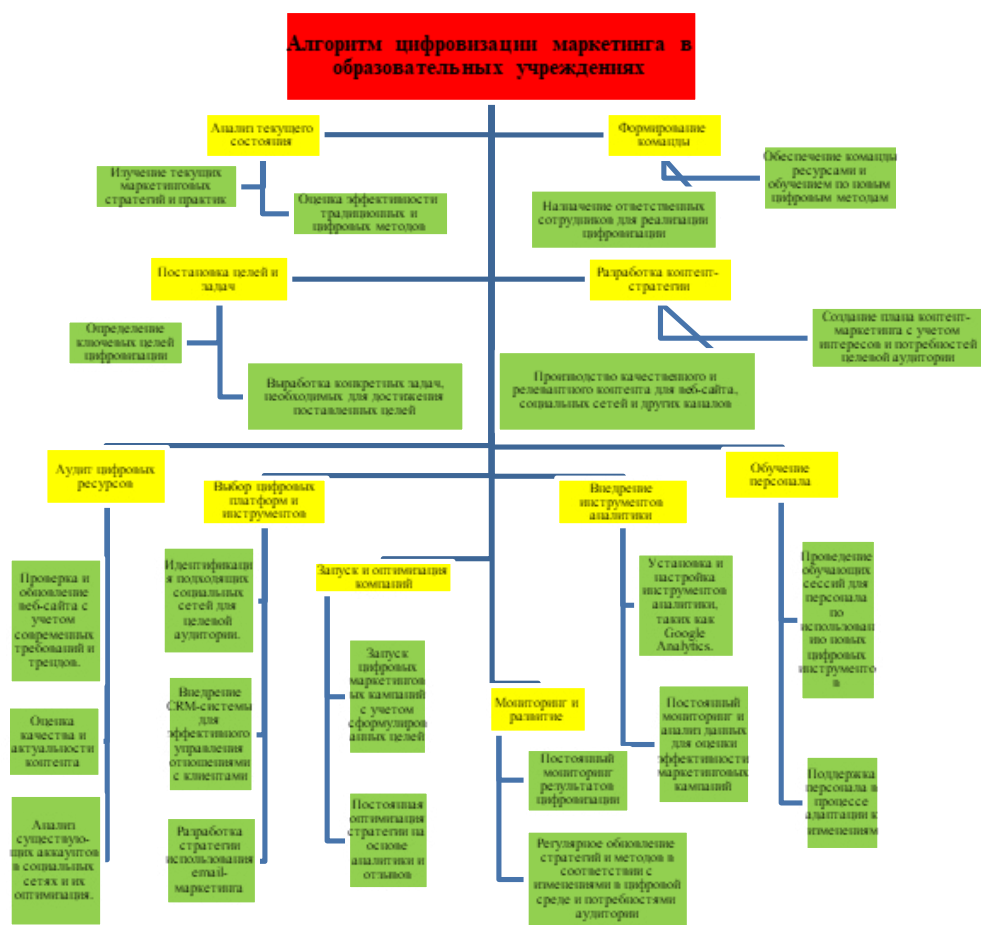 Алгоритм цифровизации маркетинга в
образовательных учреждениях
Анализ текущего
состояния
Формирование
команды
Изучение текущих
маркетинговых
стратегий и практик
Оценка эффективности
традиционных и
цифровых методов
Назначение ответственных
сотрудников для реализации
цифровизации
Обеспечение команды
ресурсами и
обучением по новым
цифровым методам
Постановка целей и
задач
Разработка контент-
стратегии
Определение
ключевых целей
цифровизации
Выработка конкретных задач,
необходимых для достижения
поставленных целей
Производство качественного и
релевантного контента для веб-сайта,
социальных сетей и других каналов
Создание плана контент-
маркетинга с учетом
интересов и потребностей
целевой аудитории
Аудит цифровых
ресурсов
Выбор цифровых
платформ и
инструментов
Запуск и оптимизация
компаний
Мониторинг и
развитие
Внедрение
инструментов
аналитики
Обучение
персонала
Проверка и
обновление
веб-сайта с
учетом
современных
требований и
трендов.
Оценка
качества и
актуальности
контента
Анализ
существую-
щих аккаунтов
в социальных
сетях и их
оптимизация.
Идентификаци
я подходящих
социальных
сетей для
целевой
аудитории.
Внедрение
CRM-системы
для
эффективного
управления
отношениями
с клиентами
Разработка
стратегии
использования
email-
маркетинга
Запуск
цифровых
маркетингов
ых кампаний
с учетом
сформулиров
анных целей
Постоянная
оптимизация
стратегии на
основе
аналитики и
отзывов
Постоянный
мониторинг
результатов
цифровизации
Регулярное обновление
стратегий и методов в
соответствии с
изменениями в цифровой
среде и потребностями
аудитории
Установка и
настройка
инструментов
аналитики,
таких как
Google
Analytics.
Постоянный
мониторинг и
анализ данных
для оценки
эффективности
маркетинговых
кампаний
Проведение
обучающих
сессий для
персонала
по
использован
ию новых
цифровых
инструменто
в
Поддержка
персонала в
процессе
адаптации к
изменениям